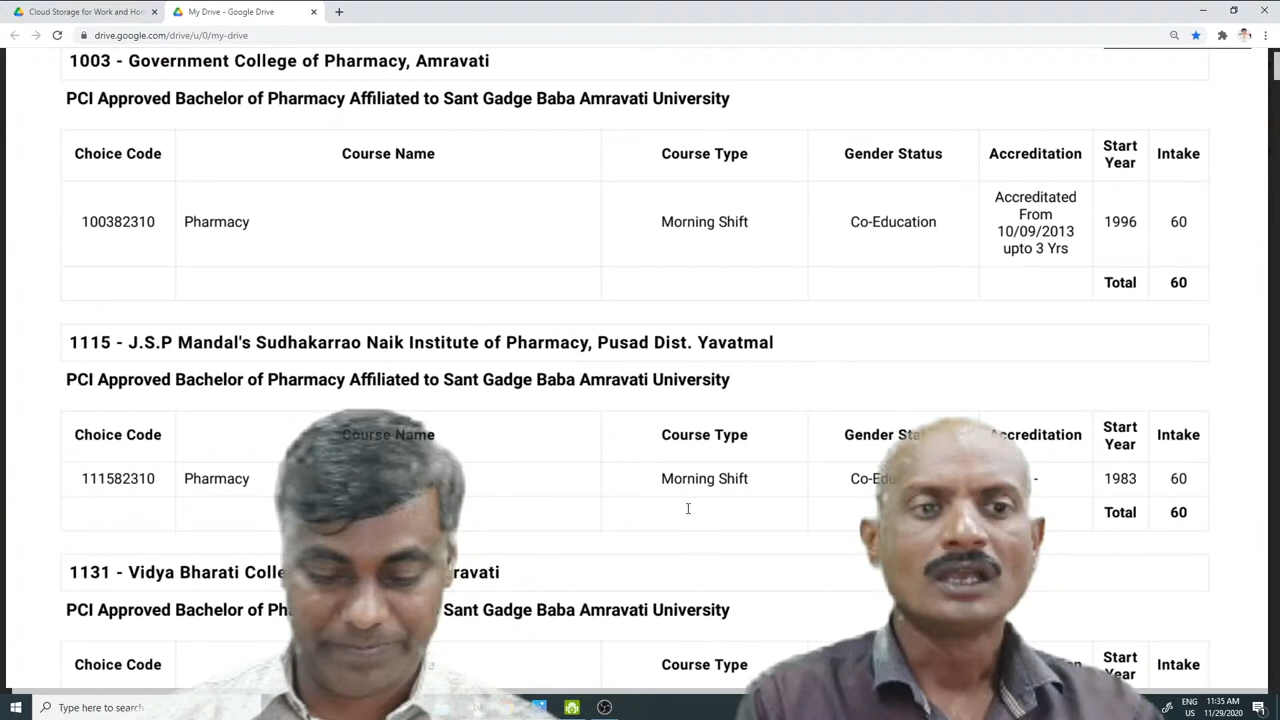 Cloud Storage for Work and Hom
My Drive - Google Drive
drive.google.com/drive/u/0/my-drive
1003 - Government College of Pharmacy, Amravati
PCI Approved Bachelor of Pharmacy Affiliated to Sant Gadge Baba Amravati University
Choice Code Course Name Course Type Gender Status Accreditation Start Year Intake
100382310 Pharmacy Morning Shift Co-Education Accreditated From 10/09/2013 upto 3 Yrs 1996 60
Total 60
1115 - J.S.P Mandal's Sudhakarrao Naik Institute of Pharmacy, Pusad Dist. Yavatmal
PCI Approved Bachelor of Pharmacy Affiliated to Sant Gadge Baba Amravati University
Choice Code Course Name Course Type Gender Accreditation Start Year Intake
111582310 Pharmacy Morning Shift - 1983 60
Total 60
1131 - Vidya Bharati
PCI Approved Bachelor of Sant Gadge Baba Amravati University
Choice Code Course Type Start Year Intake
Type here to search
ENG US
11:35 AM
11/29/2020